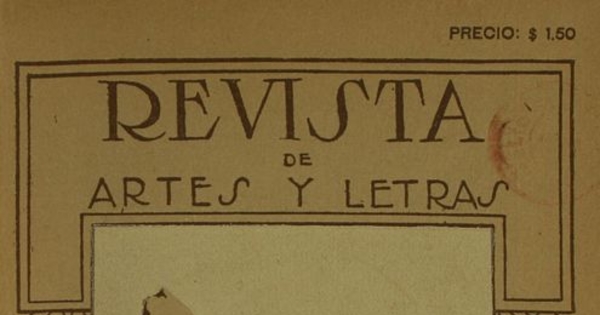 PRECIO: $ 1.50
REVISTA
DE
ARTES Y LETRAS